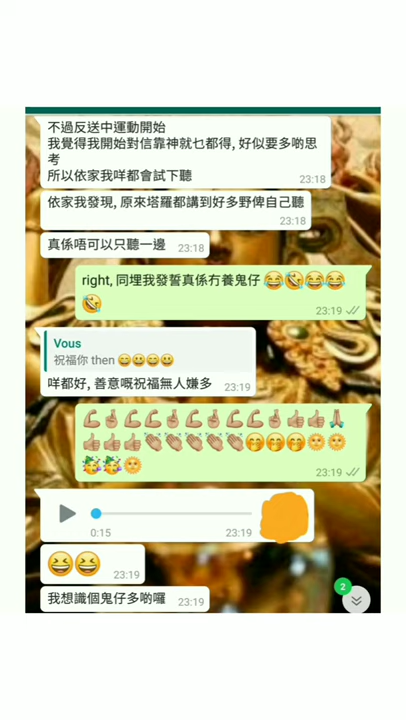 不過反送中運動開始
我覺得我開始對信靠神就乜都得, 好似要多啲思
考
所以依家我咩都會試下聽
23:18
依家我發現, 原來塔羅都講到好多野俾自己聽
23:18
真係唔可以只聽一邊
23:18
right, 同埋我發誓真係冇養鬼仔 😂🤣😂😂
🤣
23:19
Vous
祝福你 then 😄😃😄😃
咩都好, 善意嘅祝福無人嫌多
23:19
💪🏼✌🏼💪🏼💪🏼✌🏼💪🏼✌🏼💪🏼💪🏼✌🏼👍🏼👍🏼🙏🏼
👍🏼👍🏼👍🏼👏🏼👏🏼👏🏼👏🏼👏🏼🤭🤭🤭🌞🌞
🥳🥳🌞
23:19
0:15
23:19
😆😆
23:19
我想識個鬼仔多啲囉
23:19
2